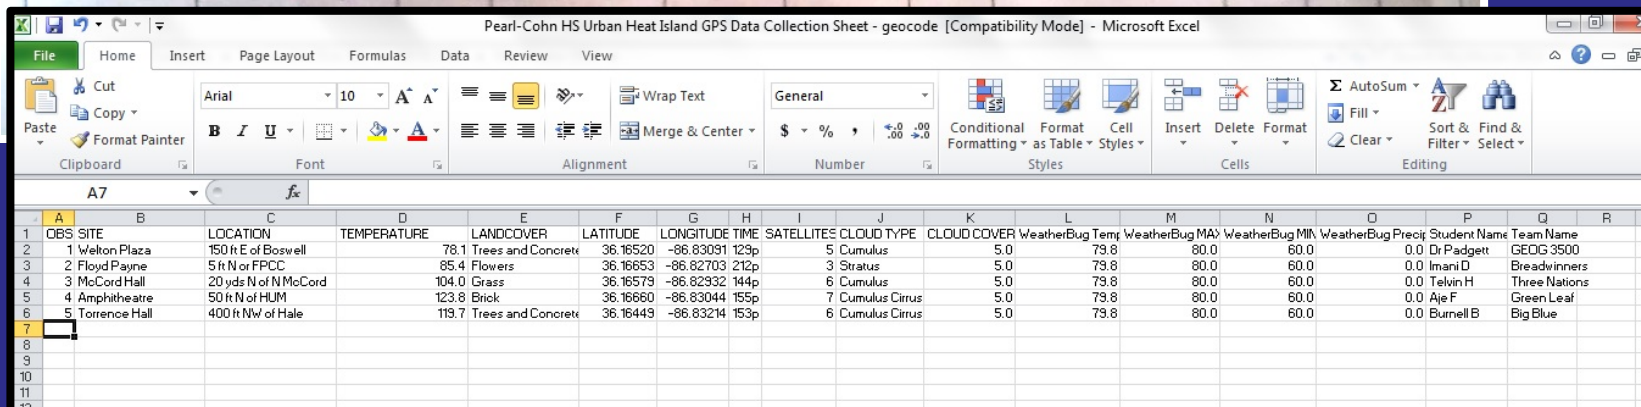 Pearl-Cohn HS Urban Heat Island GPS Data Collection Sheet - geocode [Compatibility Mode] - Microsoft Excel
File Home Insert Page Layout Formulas Data Review View
Cut Arial 10 A A Wrap Text General Σ AutoSum
Copy Fill
Paste Format Painter B I U A Merge & Center $ % , .0 .00 .00 .0 Conditional Formatting Format as Table Cell Styles Insert Delete Format Clear Sort & Filter Find & Select
Clipboard Font Alignment Number Styles Cells Editing
A7 fx
A B C D E F G H I J K L M N O P Q R
1 OBS SITE LOCATION TEMPERATURE LANDCOVER LATITUDE LONGITUDE TIME SATELLITES CLOUD TYPE CLOUD COVER WeatherBug Temp WeatherBug MAX WeatherBug MIN WeatherBug Precip Student Name Team Name
2 1 Welton Plaza 150 ft E of Boswell 78.1 Trees and Concrete 36.16520 -86.83091 129p 5 Cumulus 5.0 79.8 80.0 60.0 0.0 Dr Padgett GEOG 3500
3 2 Floyd Payne 5 ft N or FPCC 85.4 Flowers 36.16653 -86.82703 212p 3 Stratus 5.0 79.8 80.0 60.0 0.0 Imani D Breadwinners
4 3 McCord Hall 20 yds N of N McCord 104.0 Grass 36.16579 -86.82932 144p 6 Cumulus 5.0 79.8 80.0 60.0 0.0 Telvin H Three Nations
5 4 Amphitheatre 50 ft N of HUM 123.8 Brick 36.16660 -86.83044 155p 7 Cumulus Cirrus 5.0 79.8 80.0 60.0 0.0 Aje F Green Leaf
6 5 Torrence Hall 400 ft NW of Hale 119.7 Trees and Concrete 36.16449 -86.83214 153p 6 Cumulus Cirrus 5.0 79.8 80.0 60.0 0.0 Burnell B Big Blue
7
8
9
10
11